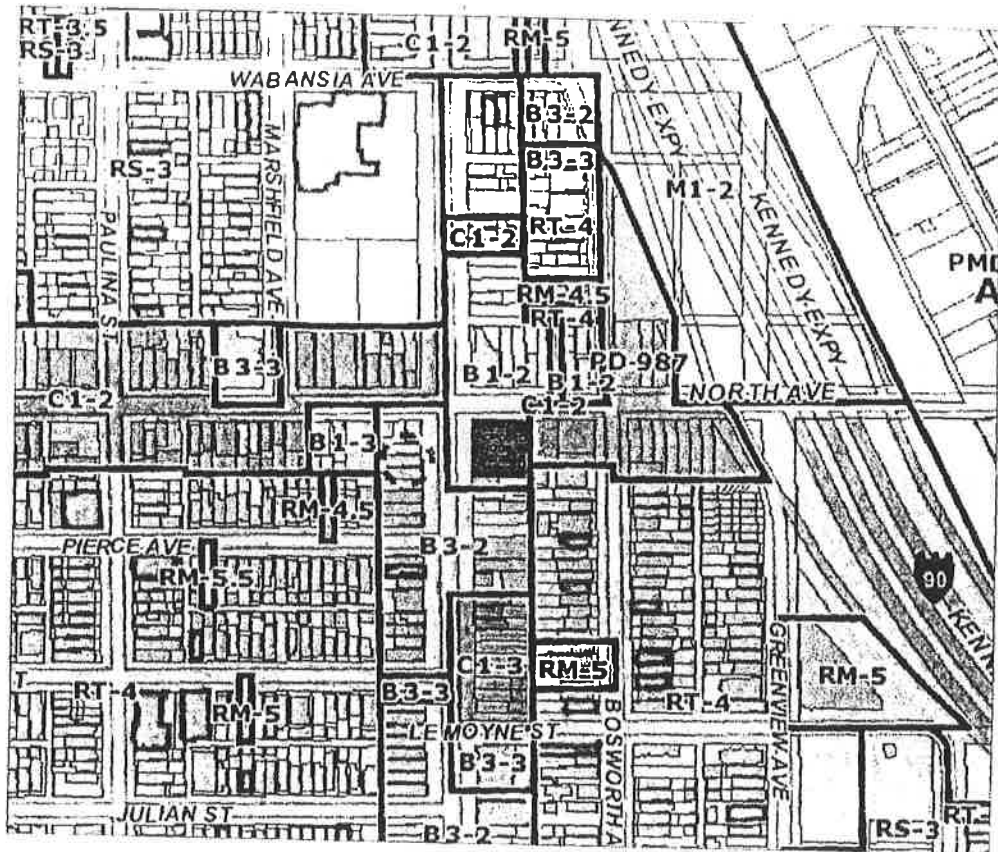 RT-3.5
RS-3
C1-2
RM-5
NNEDY-EXPY
WABANSIA AVE
B3-2
B3-3
RS-3
MARSHFIELD AVE
M1-2
KENNEDY-EXPY
PAULINA ST
RT-4
C1-2
PMD
A
RM-4.5
RT-4
B3-3
PD-987
B1-2
B1-2
NORTH AVE
C1-2
C1-2
B1-3
RM-4.5
PIERCE AVE
B3-2
RM-5.5
90
KENN
C1-3
RM-5
GREENVIEW AVE
RM-5
T
RT-4
B3-3
RT-4
RM-5
LE MOYNE ST
BOSWORTH A
B3-3
JULIAN ST
B3-2
RS-3
RT-